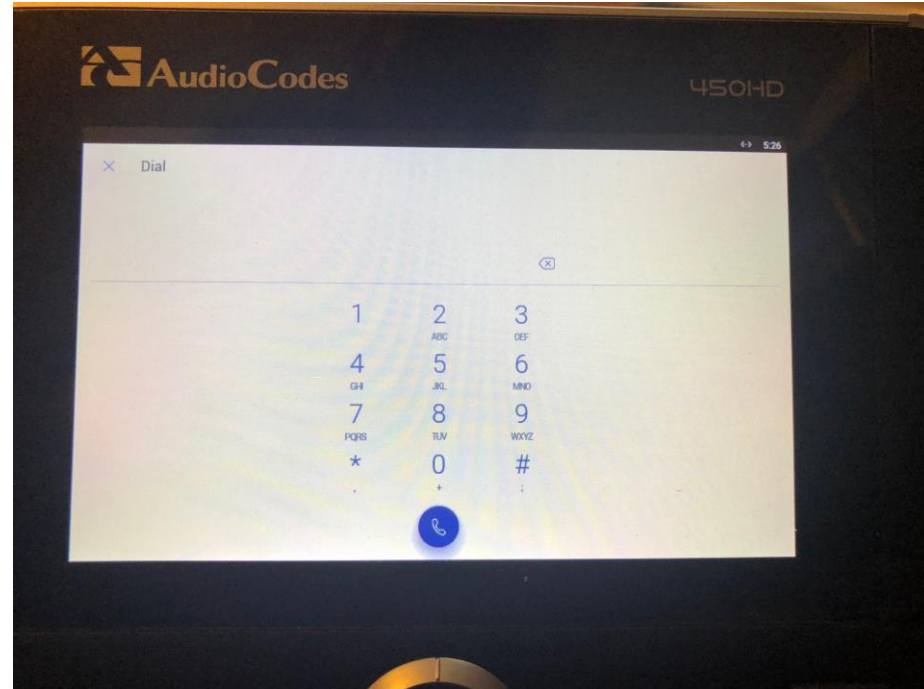 AudioCodes
450HD
5:26
Dial
1 2 3
ABC DEF
4 5 6
GHI JKL MNO
7 8 9
PQRS TUV WXYZ
* 0 #
, + ;